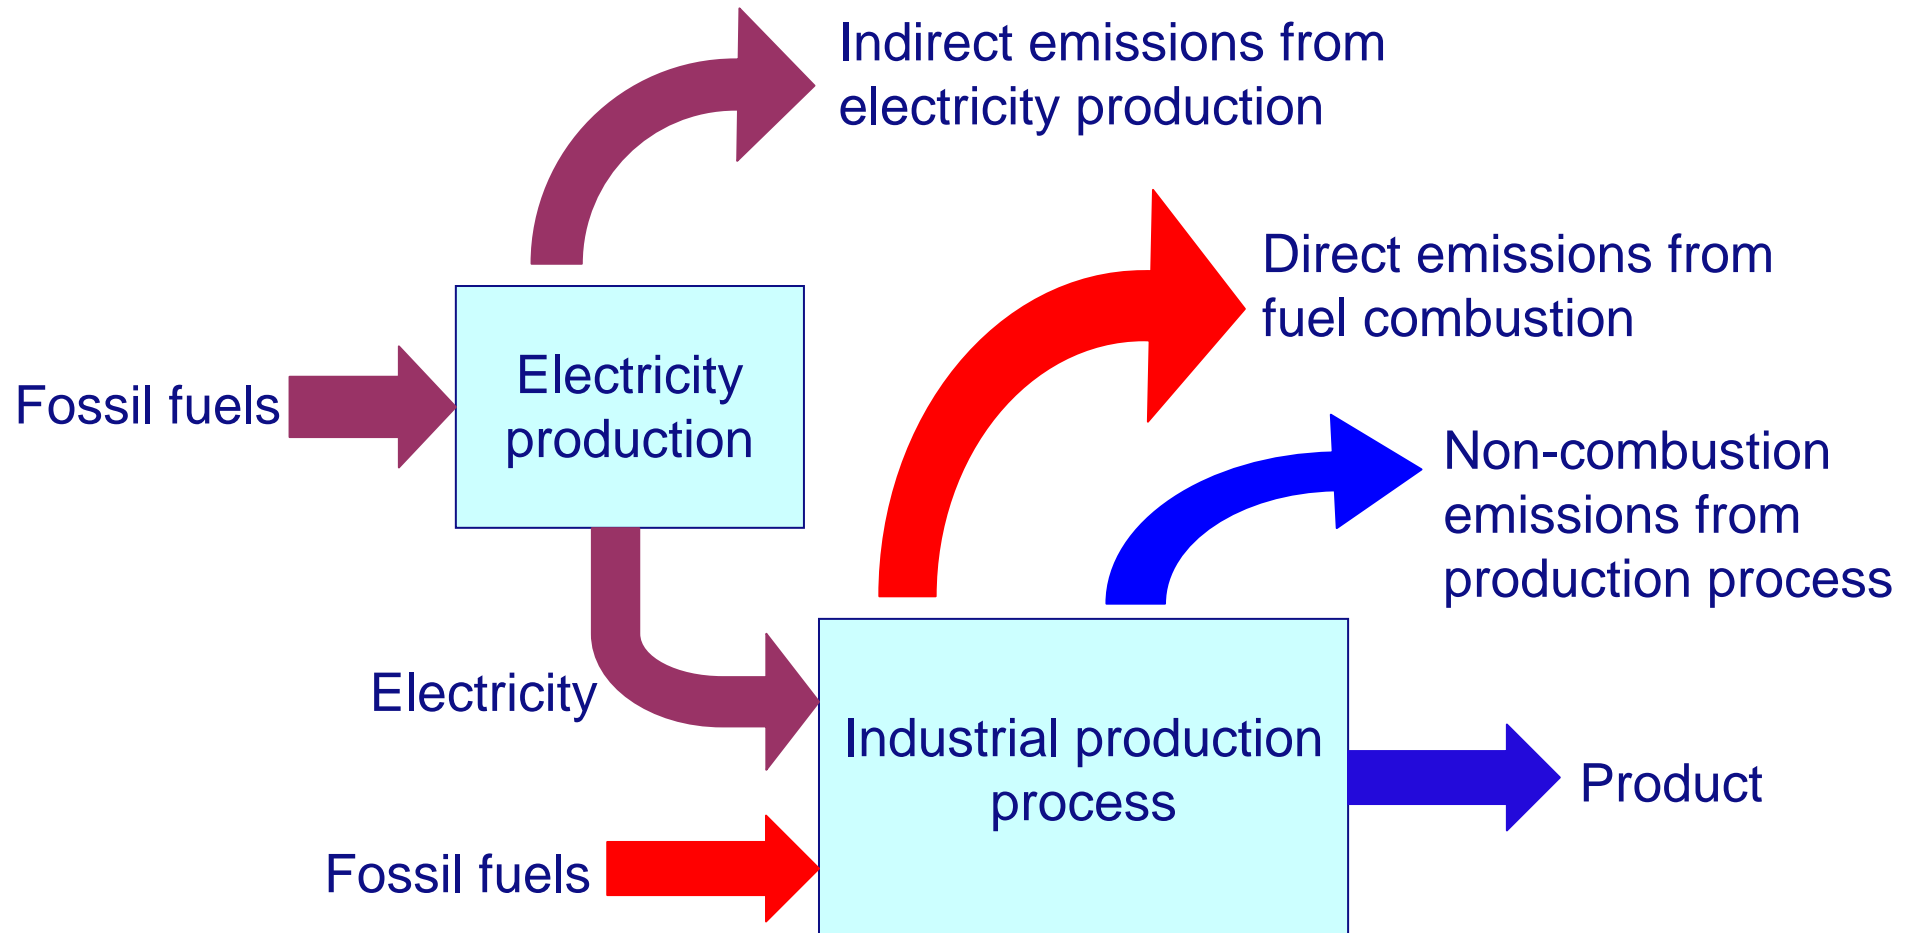 Indirect emissions from
electricity production
Direct emissions from
fuel combustion
Fossil fuels
Electricity
production
Non-combustion
emissions from
production process
Electricity
Industrial production
process
Product
Fossil fuels